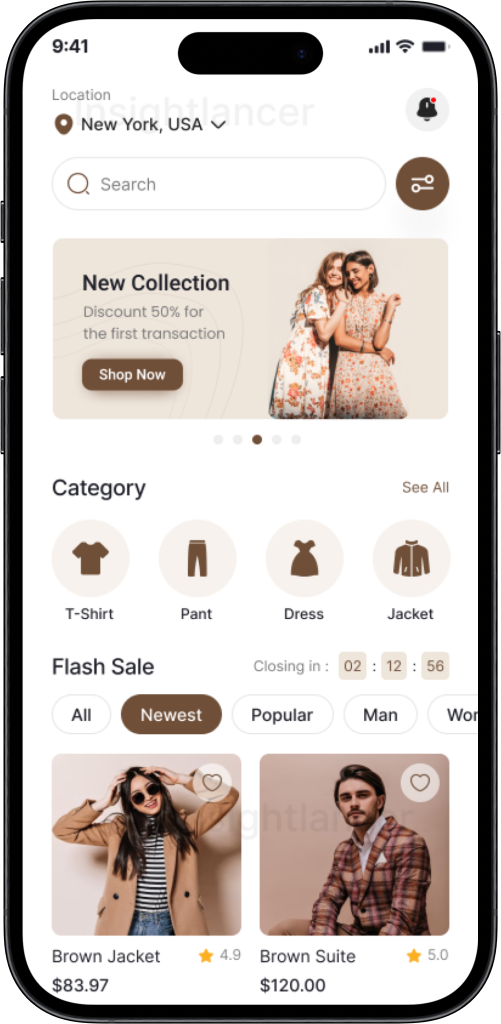 9:41
Location
Insightlancer
New York, USA
Search
New Collection
Discount 50% for
the first transaction
Shop Now
Category
See All
T-Shirt
Pant
Dress
Jacket
Flash Sale
Closing in : 02 : 12 : 56
All
Newest
Popular
Man
Wor
Insightlancer
Brown Jacket
4.9
Brown Suite
5.0
$83.97
$120.00